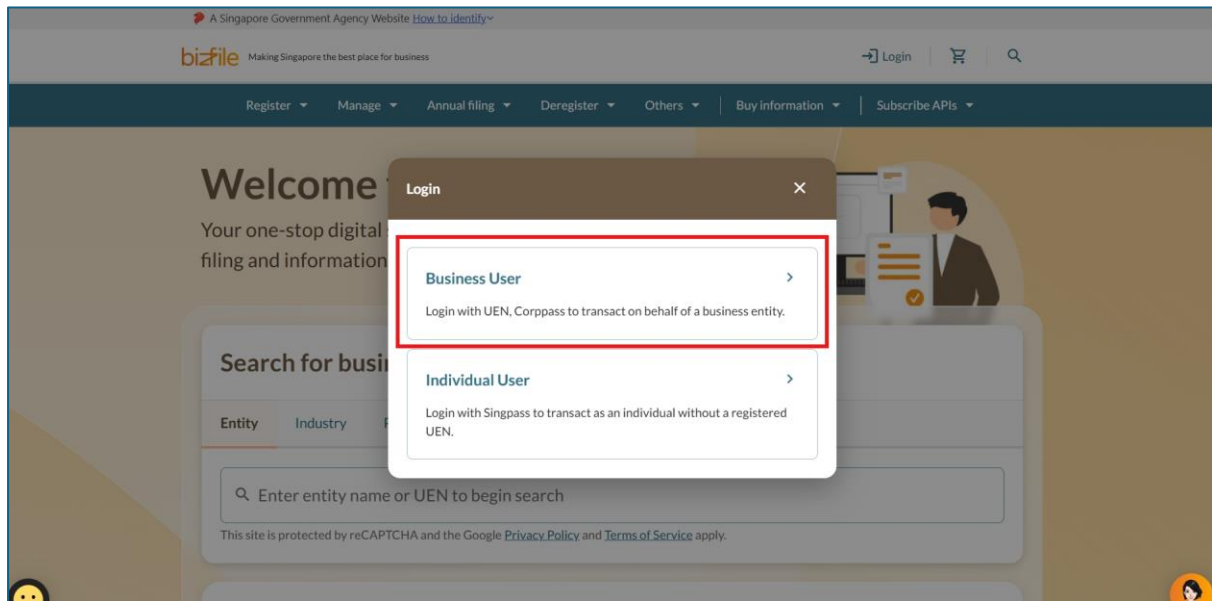 A Singapore Government Agency Website How to identify
bizfile Making Singapore the best place for business
Login
Register Manage Annual filing Deregister Others Buy information Subscribe APIs
Welcome
Your one-stop digital
filing and information
Login
Business User
Login with UEN, Corppass to transact on behalf of a business entity.
Individual User
Login with Singpass to transact as an individual without a registered
UEN.
Search for busi
Entity Industry
Enter entity name or UEN to begin search
This site is protected by reCAPTCHA and the Google Privacy Policy and Terms of Service apply.